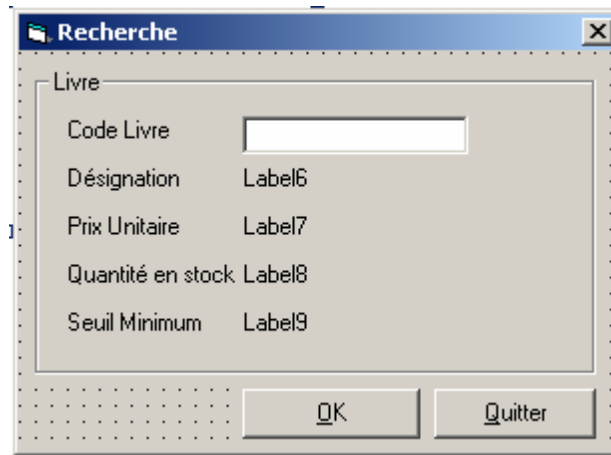 Recherche
Livre
Code Livre
Désignation Label6
Prix Unitaire Label7
Quantité en stock Label8
Seuil Minimum Label9
OK Quitter